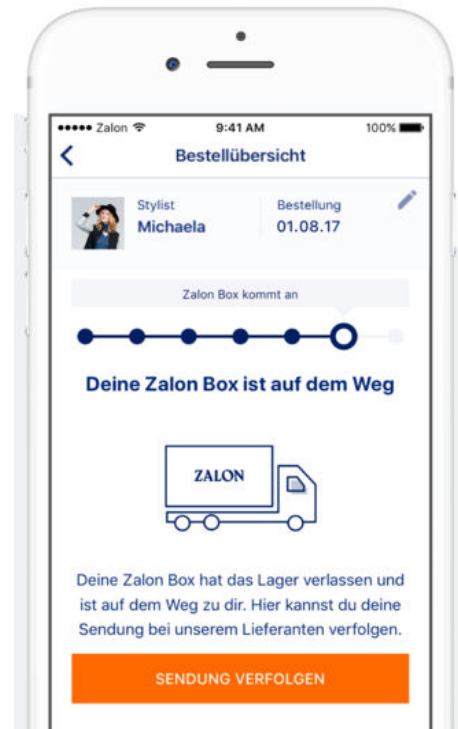 Zalon
9:41 AM
100%
Bestellübersicht
Stylist
Michaela
Bestellung
01.08.17
Zalon Box kommt an
Deine Zalon Box ist auf dem Weg
ZALON
Deine Zalon Box hat das Lager verlassen und
ist auf dem Weg zu dir. Hier kannst du deine
Sendung bei unserem Lieferanten verfolgen.
SENDUNG VERFOLGEN